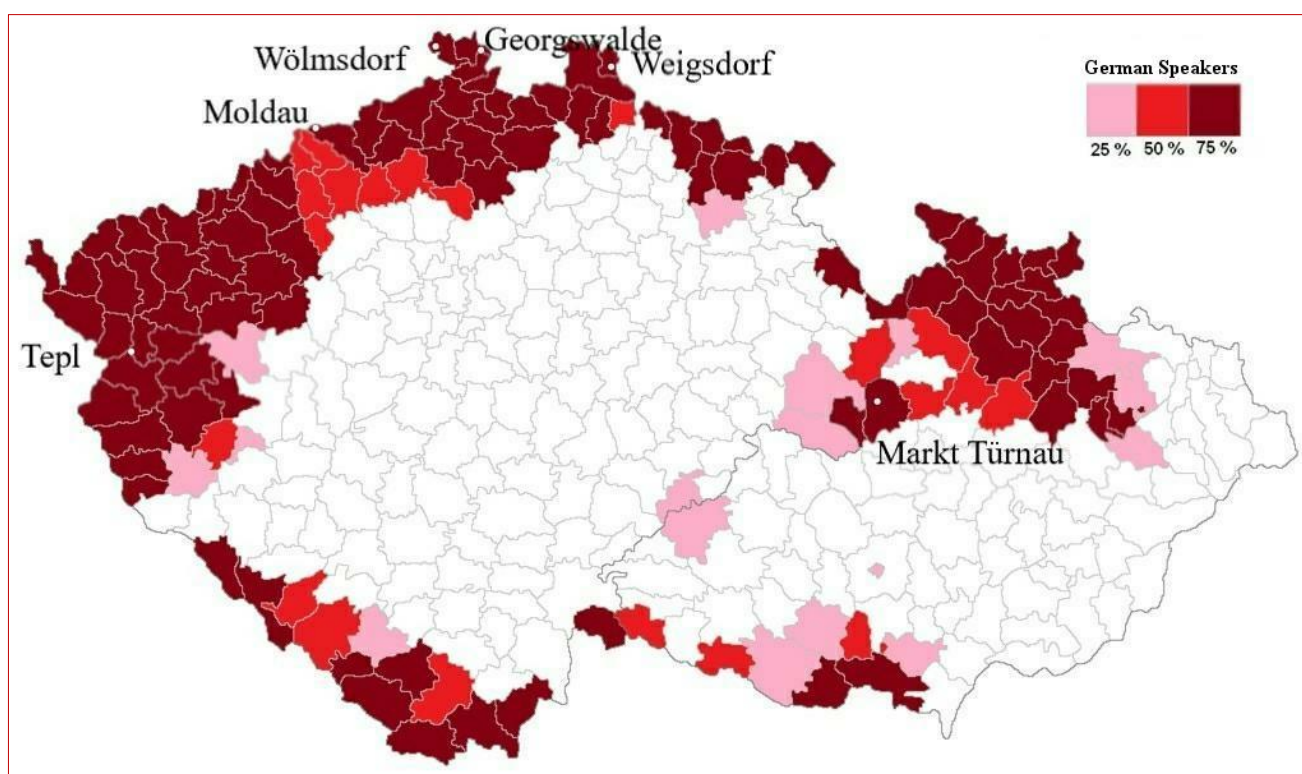 Georgswalde
Wölmsdorf
Weigsdorf
German Speakers
Moldau
25 % 50 % 75 %
Tepl
Markt Türnau